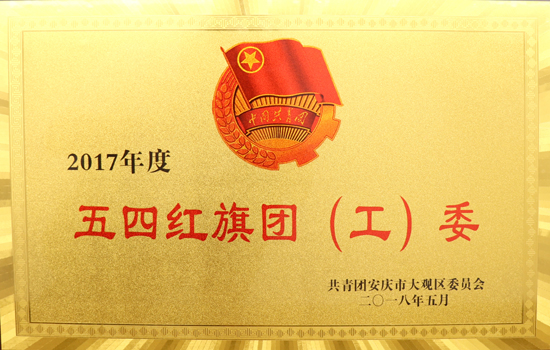 中国共青团
2017年度
五四红旗团（工）委
共青团安庆市大观区委员会
二〇一八年五月